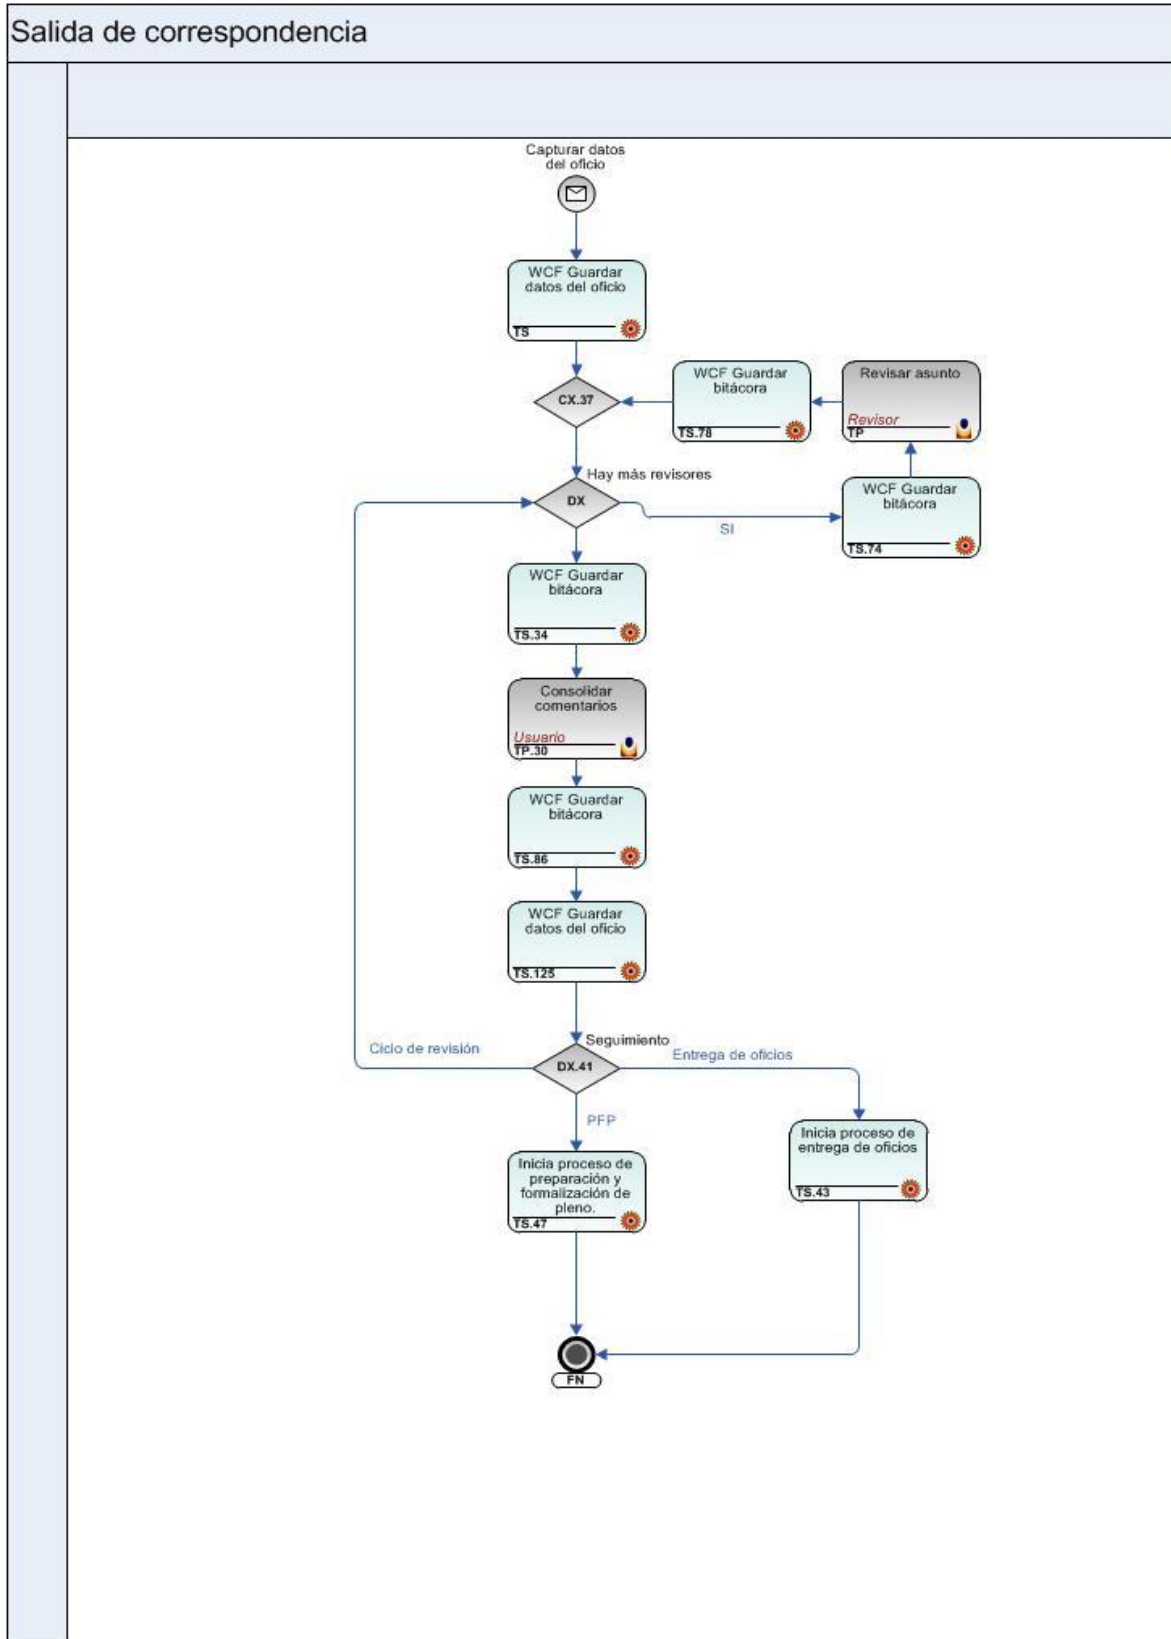 Salida de correspondencia
Capturar datos
del oficio
WCF Guardar
datos del oficio
TS
CX.37
WCF Guardar
bitácora
TS.78
Revisar asunto
Revisor
TP
Hay más revisores
DX
SI
WCF Guardar
bitácora
TS.74
WCF Guardar
bitácora
TS.34
Consolidar
comentarios
Usuario
TP.30
WCF Guardar
bitácora
TS.86
WCF Guardar
datos del oficio
TS.125
Seguimiento
Ciclo de revisión
DX.41
Entrega de oficios
PFP
Inicia proceso de
entrega de oficios
TS.43
Inicia proceso de
preparación y
formalización de
pleno.
TS.47
FN